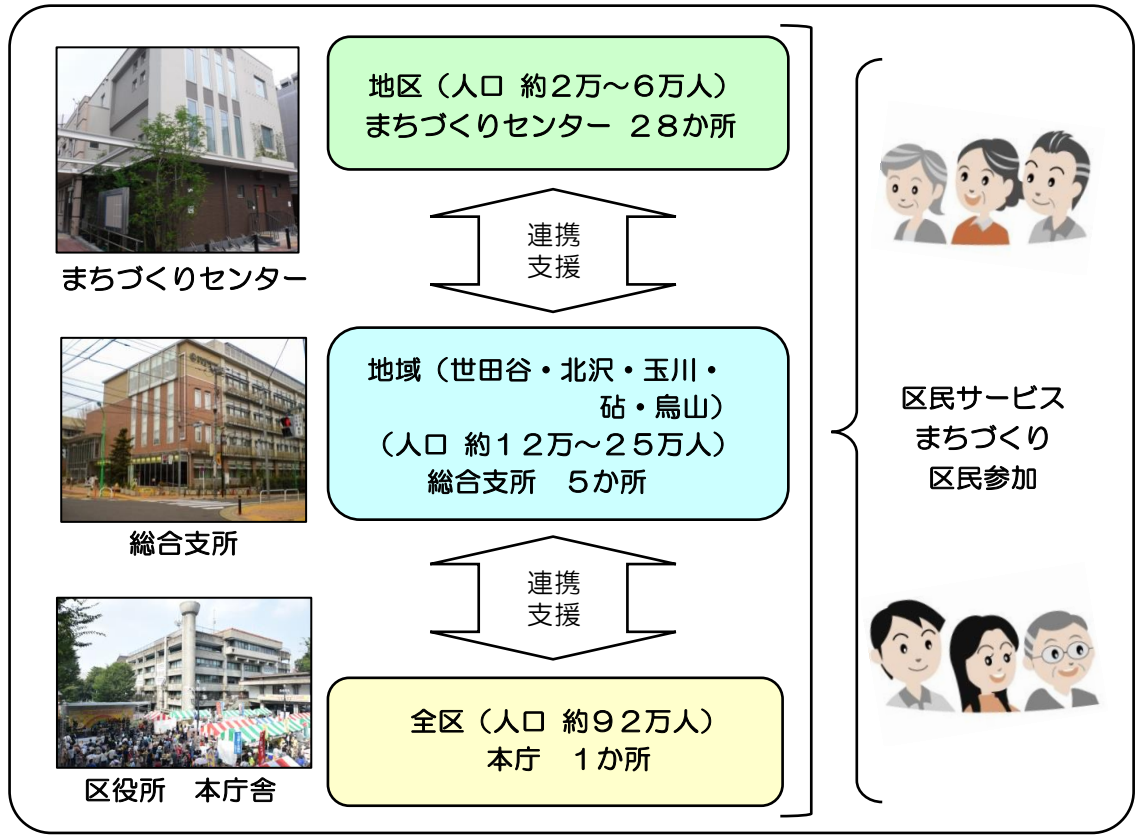 地区（人口 約２万～６万人）
まちづくりセンター ２８か所
まちづくりセンター
連携
支援
地域（世田谷・北沢・玉川・
砧・烏山）
（人口 約１２万～２５万人）
総合支所　５か所
総合支所
連携
支援
全区（人口 約９２万人）
本庁　１か所
区役所　本庁舎
区民サービス
まちづくり
区民参加